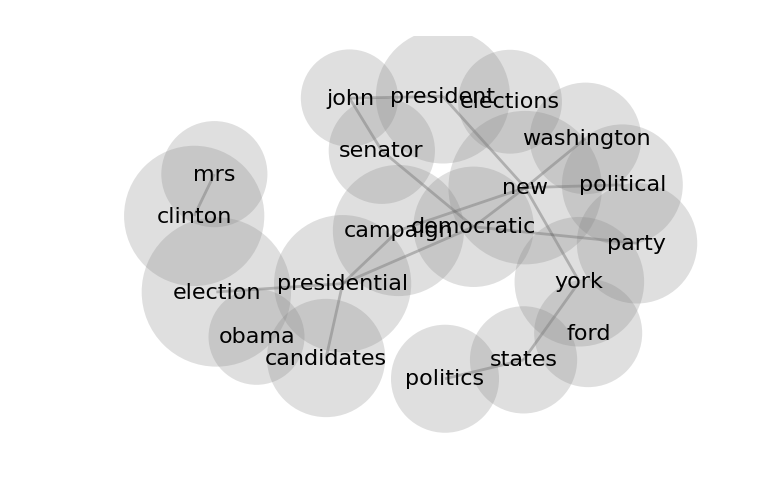 john
president
elections
washington
senator
mrs
new
political
clinton
campaign
democratic
party
presidential
york
election
obama
ford
candidates
states
politics